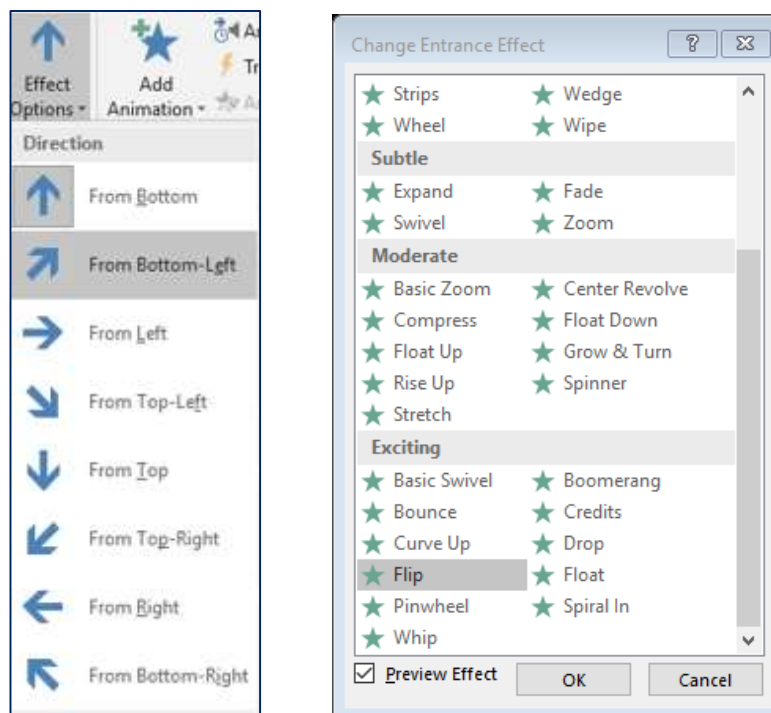 Effect
Options
Add
Animation
Direction
From Bottom
From Bottom-Left
From Left
From Top-Left
From Top
From Top-Right
From Right
From Bottom-Right
Change Entrance Effect
Strips Wedge
Wheel Wipe
Subtle
Expand Fade
Swivel Zoom
Moderate
Basic Zoom Center Revolve
Compress Float Down
Float Up Grow & Turn
Rise Up Spinner
Stretch
Exciting
Basic Swivel Boomerang
Bounce Credits
Curve Up Drop
Flip Float
Pinwheel Spiral In
Whip
Preview Effect OK Cancel